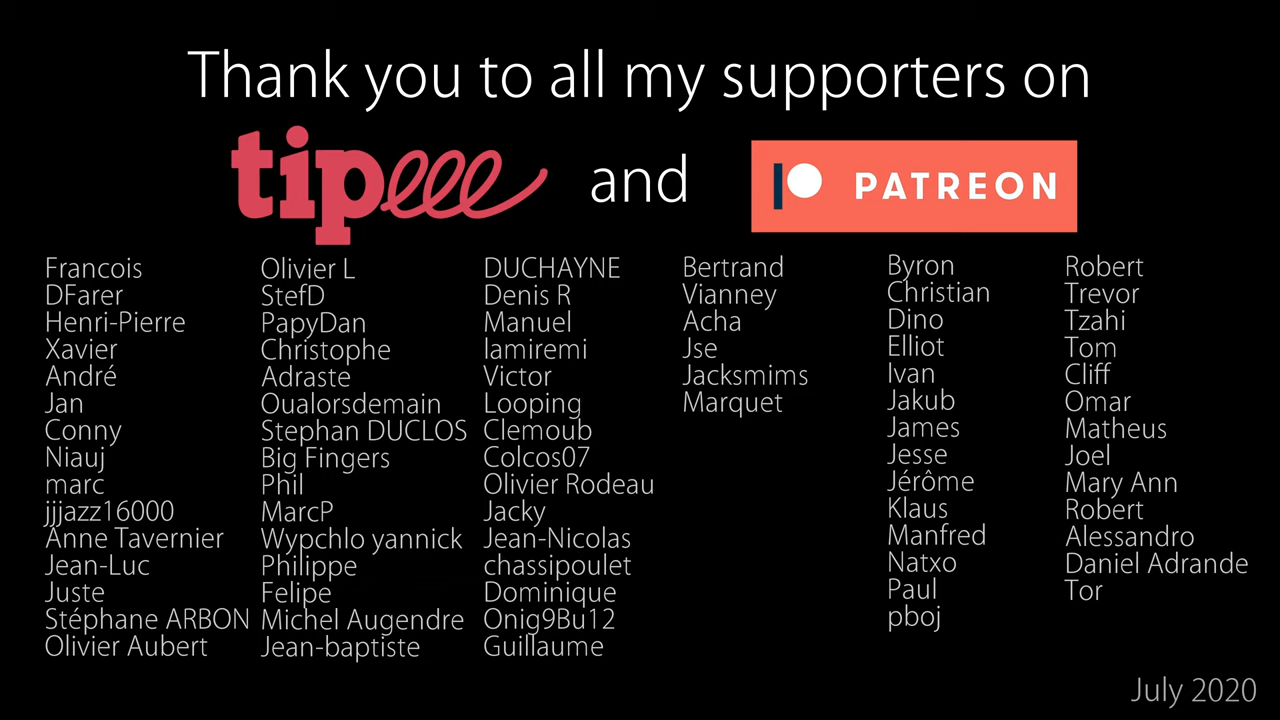 Thank you to all my supporters on
tipeee and PATREON
Francois
DFarer
Henri-Pierre
Xavier
André
Jan
Conny
Niauj
marc
jjjazz16000
Anne Tavernier
Jean-Luc
Juste
Stéphane ARBON
Olivier Aubert
Olivier L
StefD
PapyDan
Christophe
Adraste
Oualorsdemain
Stephan DUCLOS
Big Fingers
Phil
MarcP
Wypchlo yannick
Philippe
Felipe
Michel Augendre
Jean-baptiste
DUCHAYNE
Denis R
Manuel
lamiremi
Victor
Looping
Clemoub
Colcos07
Olivier Rodeau
Jacky
Jean-Nicolas
chassipoulet
Dominique
Onig9Bu12
Guillaume
Bertrand
Vianney
Acha
Jse
Jacksmims
Marquet
Byron
Christian
Dino
Elliot
Ivan
Jakub
James
Jesse
Jérôme
Klaus
Manfred
Natxo
Paul
pboj
Robert
Trevor
Tzahi
Tom
Cliff
Omar
Matheus
Joel
Mary Ann
Robert
Alessandro
Daniel Adrande
Tor
July 2020